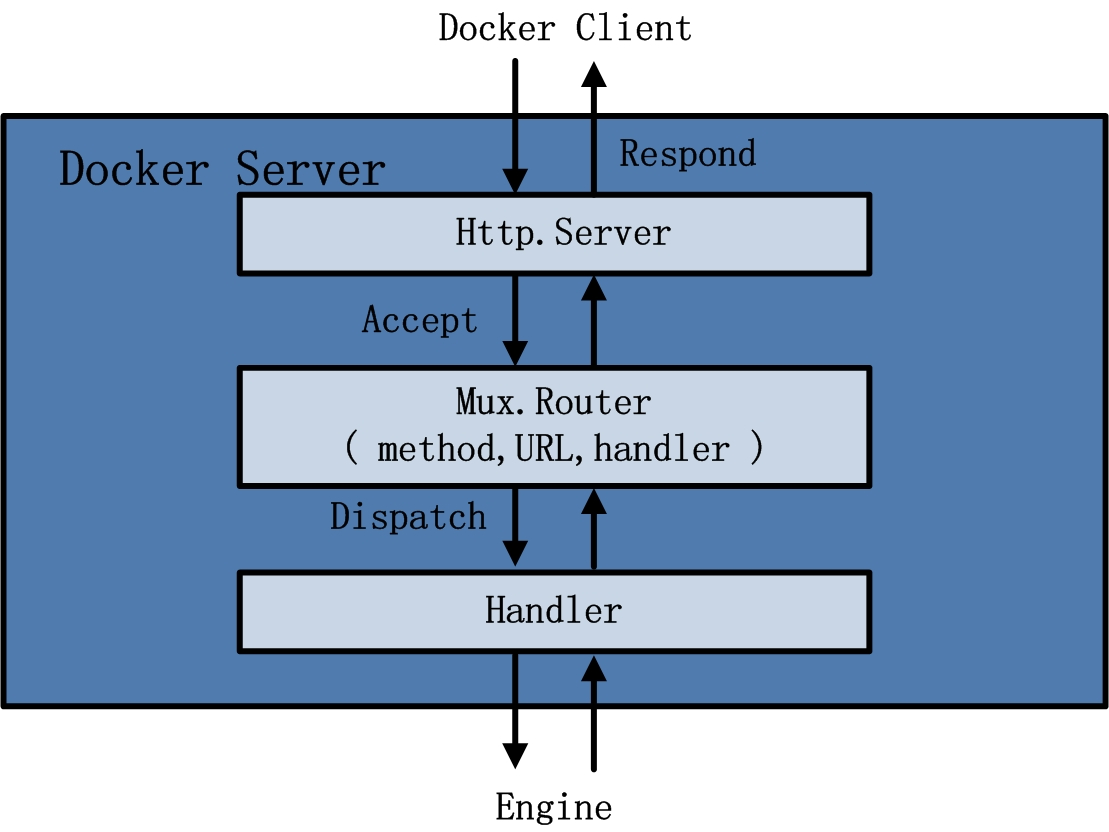 Docker Client
Respond
Docker Server
Http.Server
Accept
Mux.Router
( method,URL,handler )
Dispatch
Handler
Engine